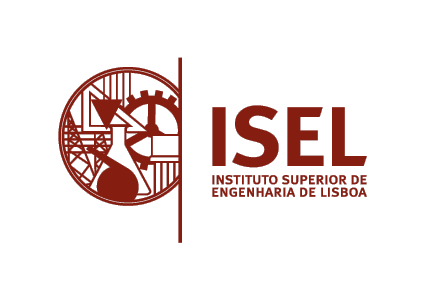 ISEL
INSTITUTO SUPERIOR DE
ENGENHARIA DE LISBOA